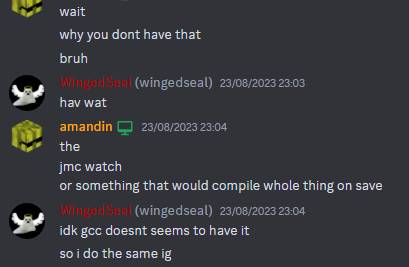 wait
why you dont have that
bruh
WingedSeal (wingedseal) 23/08/2023 23:03
hav wat
amandin 23/08/2023 23:04
the
jmc watch
or something that would compile whole thing on save
WingedSeal (wingedseal) 23/08/2023 23:04
idk gcc doesnt seems to have it
so i do the same ig